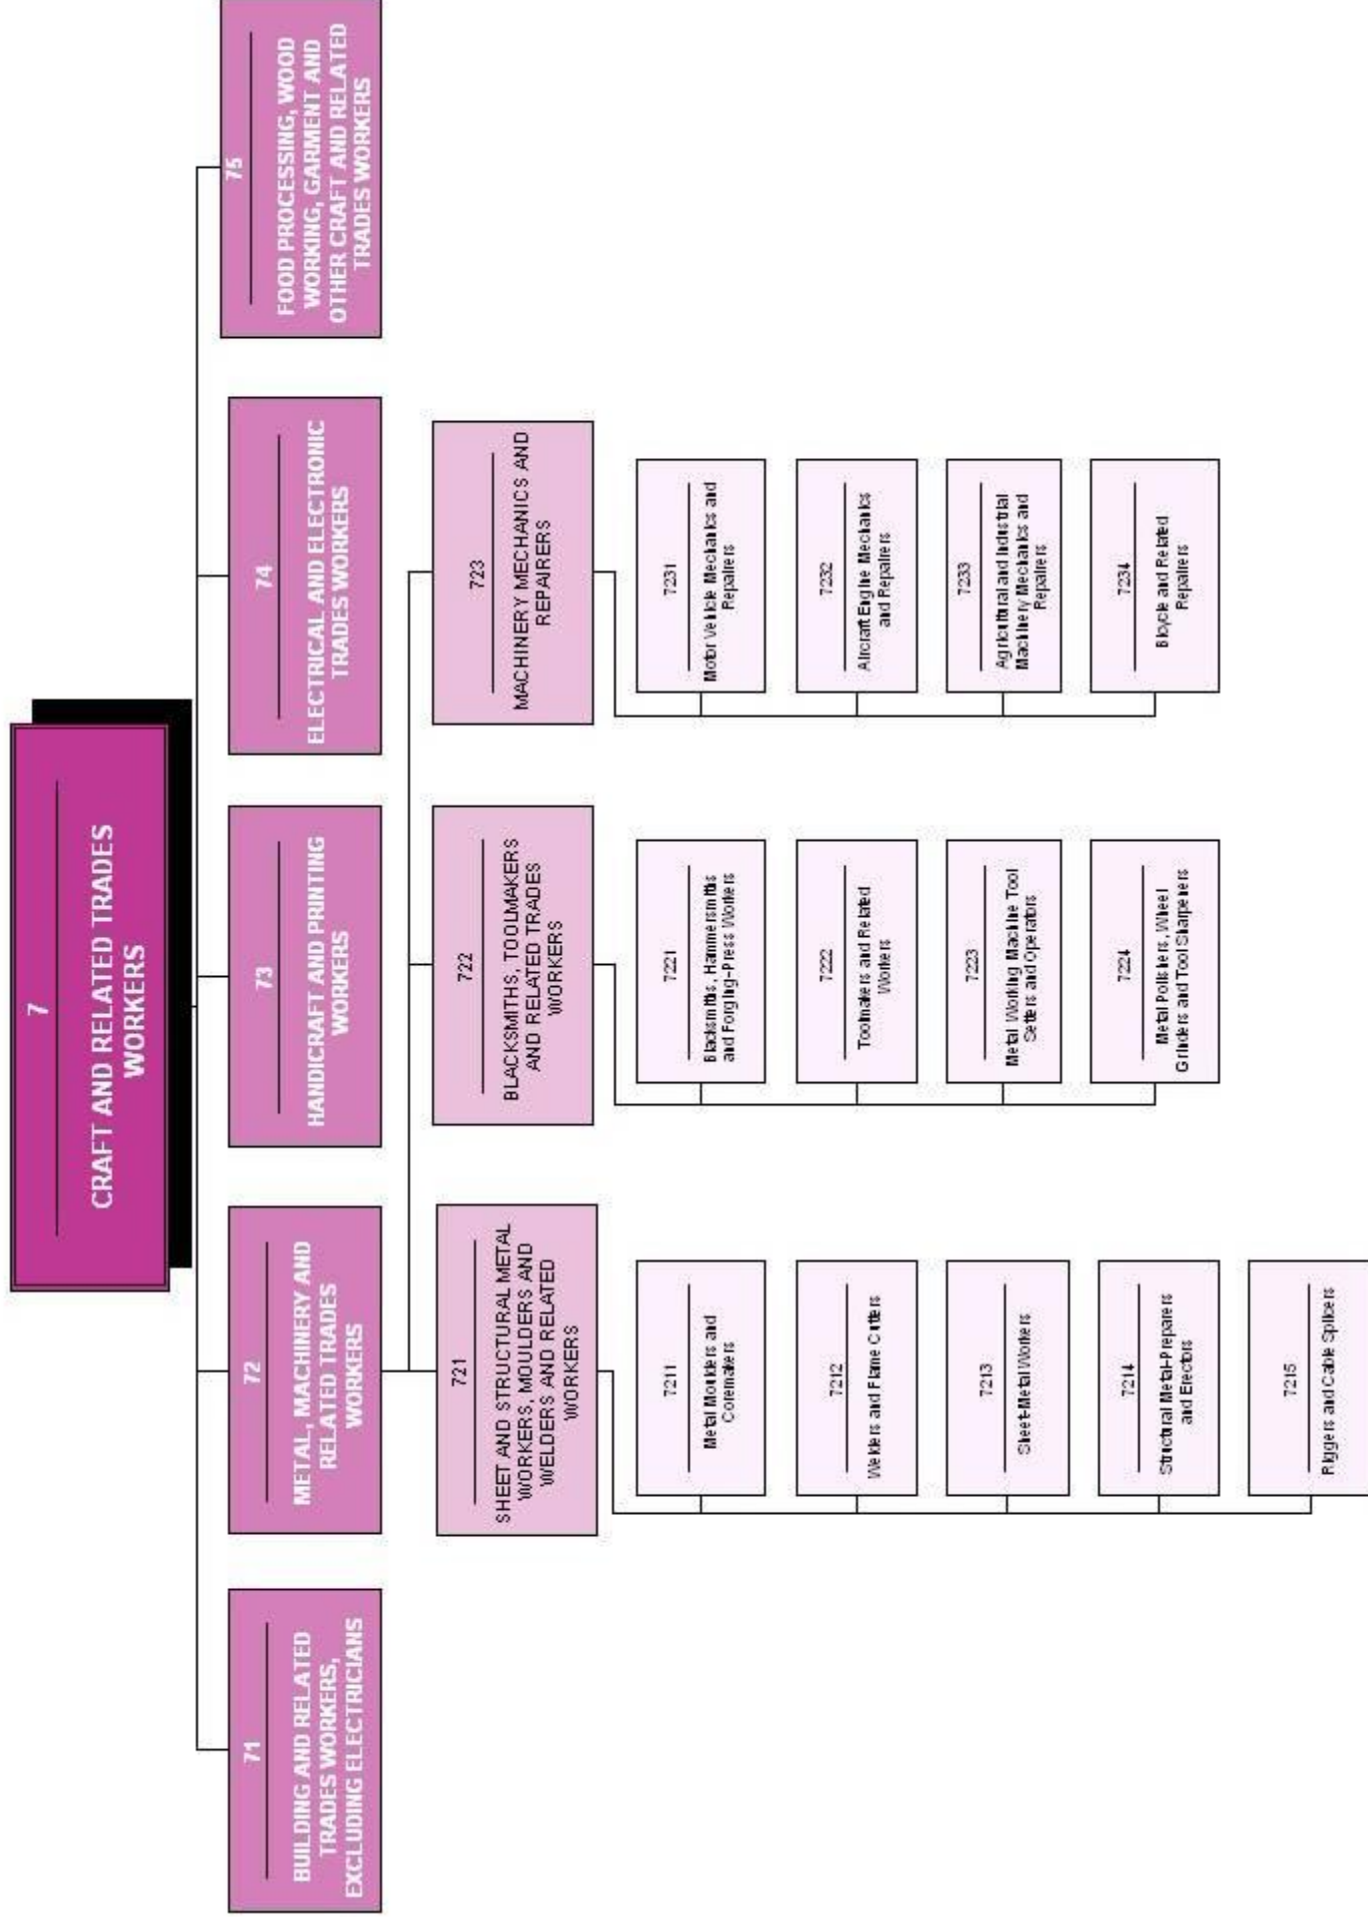 7
CRAFT AND RELATED TRADES
WORKERS
71
BUILDING AND RELATED
TRADES WORKERS,
EXCLUDING ELECTRICIANS
72
METAL, MACHINERY AND
RELATED TRADES
WORKERS
73
HANDICRAFT AND PRINTING
WORKERS
74
ELECTRICAL AND ELECTRONIC
TRADES WORKERS
75
FOOD PROCESSING, WOOD
WORKING, GARMENT AND
OTHER CRAFT AND RELATED
TRADES WORKERS
721
SHEET AND STRUCTURAL METAL
WORKERS, MOULDERS AND
WELDERS AND RELATED
WORKERS
722
BLACKSMITHS, TOOLMAKERS
AND RELATED TRADES
WORKERS
723
MACHINERY MECHANICS AND
REPAIRERS
7211
Metal Moulders and
Coremakers
7212
Welders and Flame Cutters
7213
Sheet-Metal Workers
7214
Structural Metal-Preparers
and Erectors
7215
Riggers and Cable Splicers
7221
Blacksmiths, Hammersmiths
and Forging-Press Workers
7222
Toolmakers and Related
Workers
7223
Metal Working Machine Tool
Setters and Operators
7224
Metal Polishers, Wheel
Grinders and Tool Sharpeners
7231
Motor Vehicle Mechanics and
Repairers
7232
Aircraft Engine Mechanics
and Repairers
7233
Agricultural and Industrial
Machinery Mechanics and
Repairers
7234
Bicycle and Related
Repairers